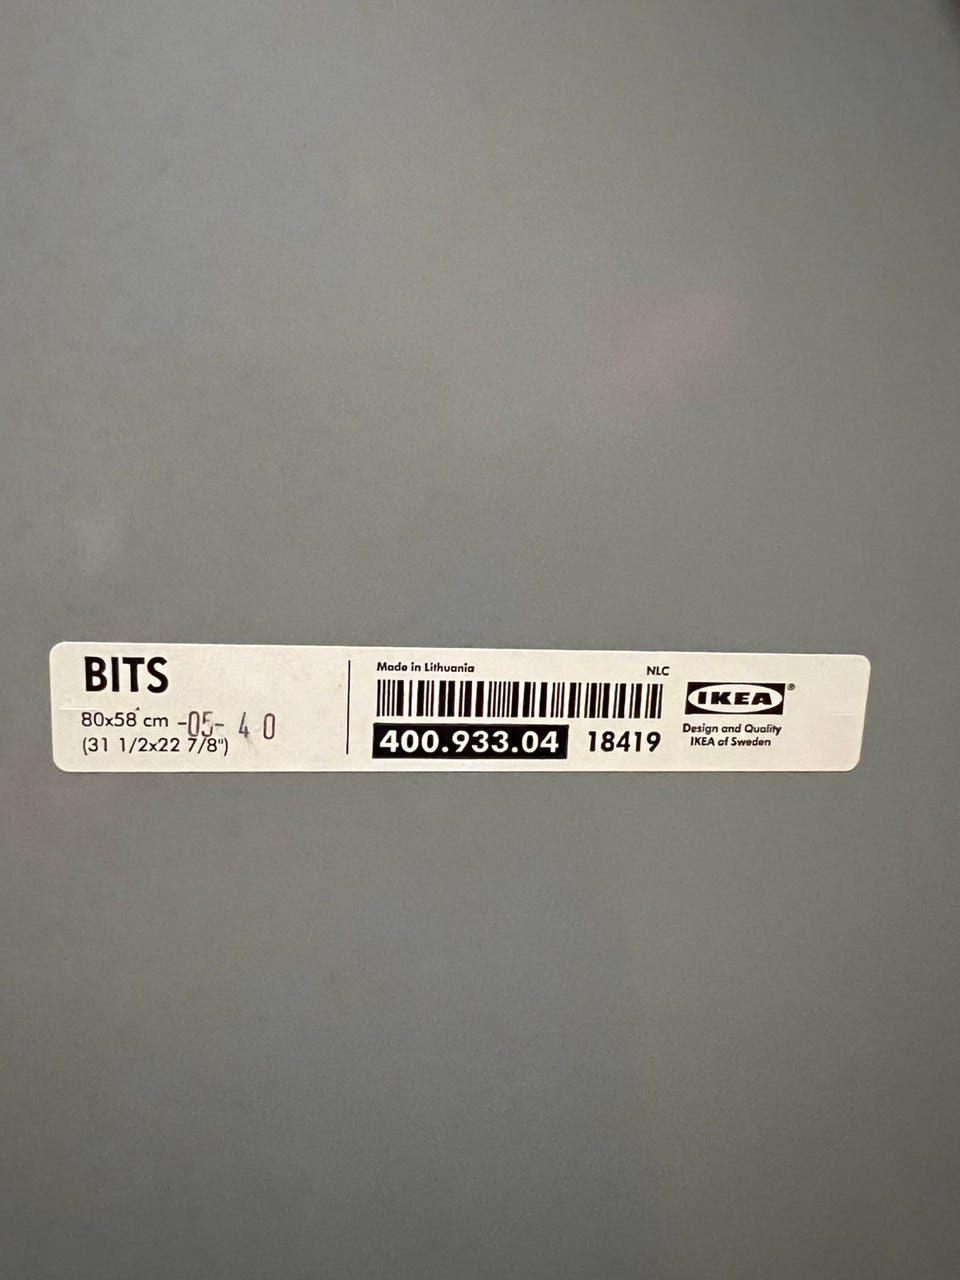 BITS
80x58 cm -05- 4 0
(31 1/2x22 7/8")
Made in Lithuania
NLC
400.933.04 18419
IKEA®
Design and Quality
IKEA of Sweden